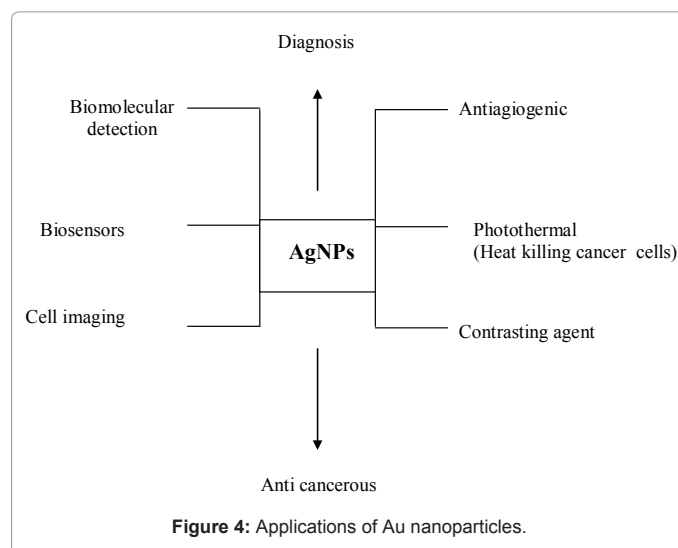 Diagnosis
Biomolecular
detection
Antiagiogenic
Biosensors
AgNPs
Photothermal
(Heat killing cancer cells)
Cell imaging
Contrasting agent
Anti cancerous
Figure 4: Applications of Au nanoparticles.